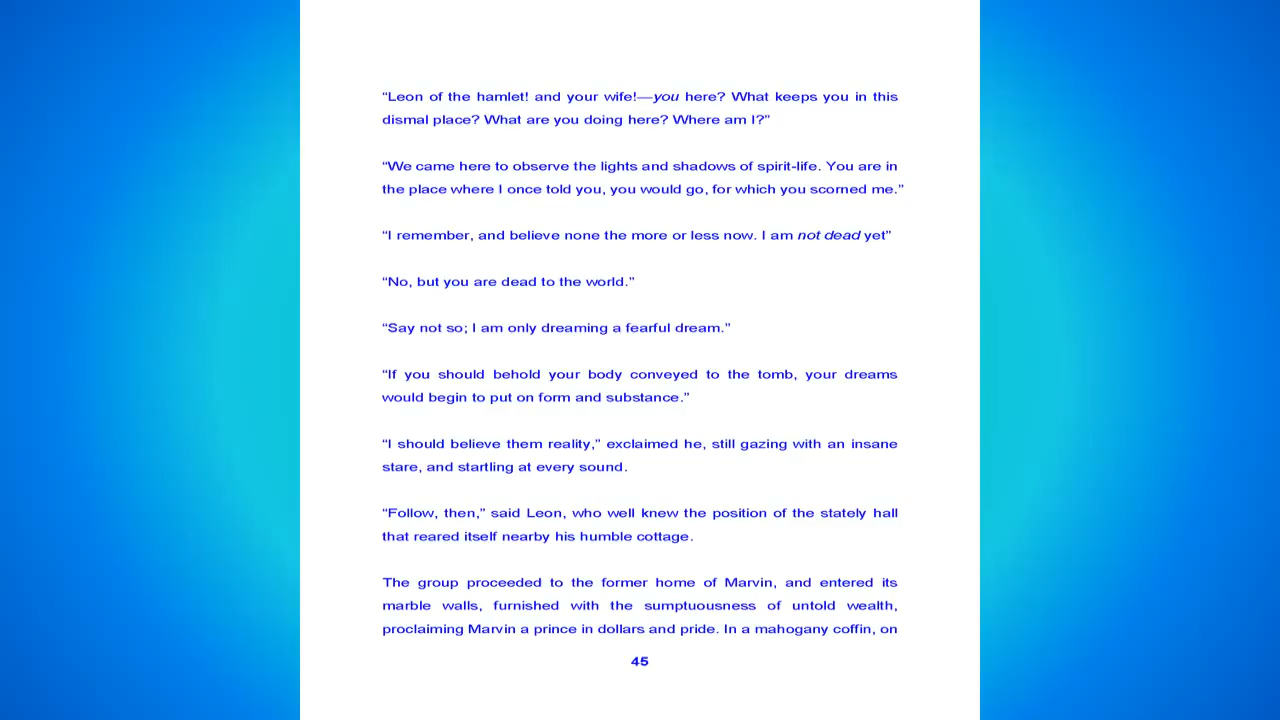 “Leon of the hamlet! and your wife!—you here? What keeps you in this
dismal place? What are you doing here? Where am I?”
“We came here to observe the lights and shadows of spirit-life. You are in
the place where I once told you, you would go, for which you scorned me.”
“I remember, and believe none the more or less now. I am not dead yet”
“No, but you are dead to the world.”
“Say not so; I am only dreaming a fearful dream.”
“If you should behold your body conveyed to the tomb, your dreams
would begin to put on form and substance.”
“I should believe them reality,” exclaimed he, still gazing with an insane
stare, and startling at every sound.
“Follow, then,” said Leon, who well knew the position of the stately hall
that reared itself nearby his humble cottage.
The group proceeded to the former home of Marvin, and entered its
marble walls, furnished with the sumptuousness of untold wealth,
proclaiming Marvin a prince in dollars and pride. In a mahogany coffin, on
45